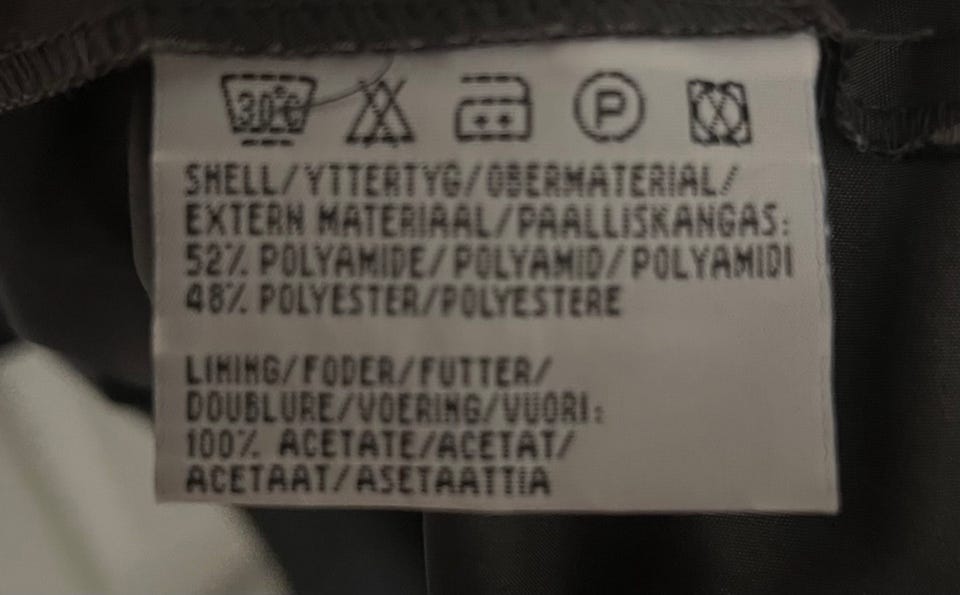 30°C P
SHELL/YTTERTYG/OBERMATERIAL/
EXTERN MATERIAAL/PAALLISKANGAS:
52% POLYAMIDE/POLYAMID/POLYAMIDI
48% POLYESTER/POLYESTERE
LINING/FODER/FUTTER/
DOUBLURE/VOERING/VUORI:
100% ACETATE/ACETAT/
ACETAAT/ASETAATTIA